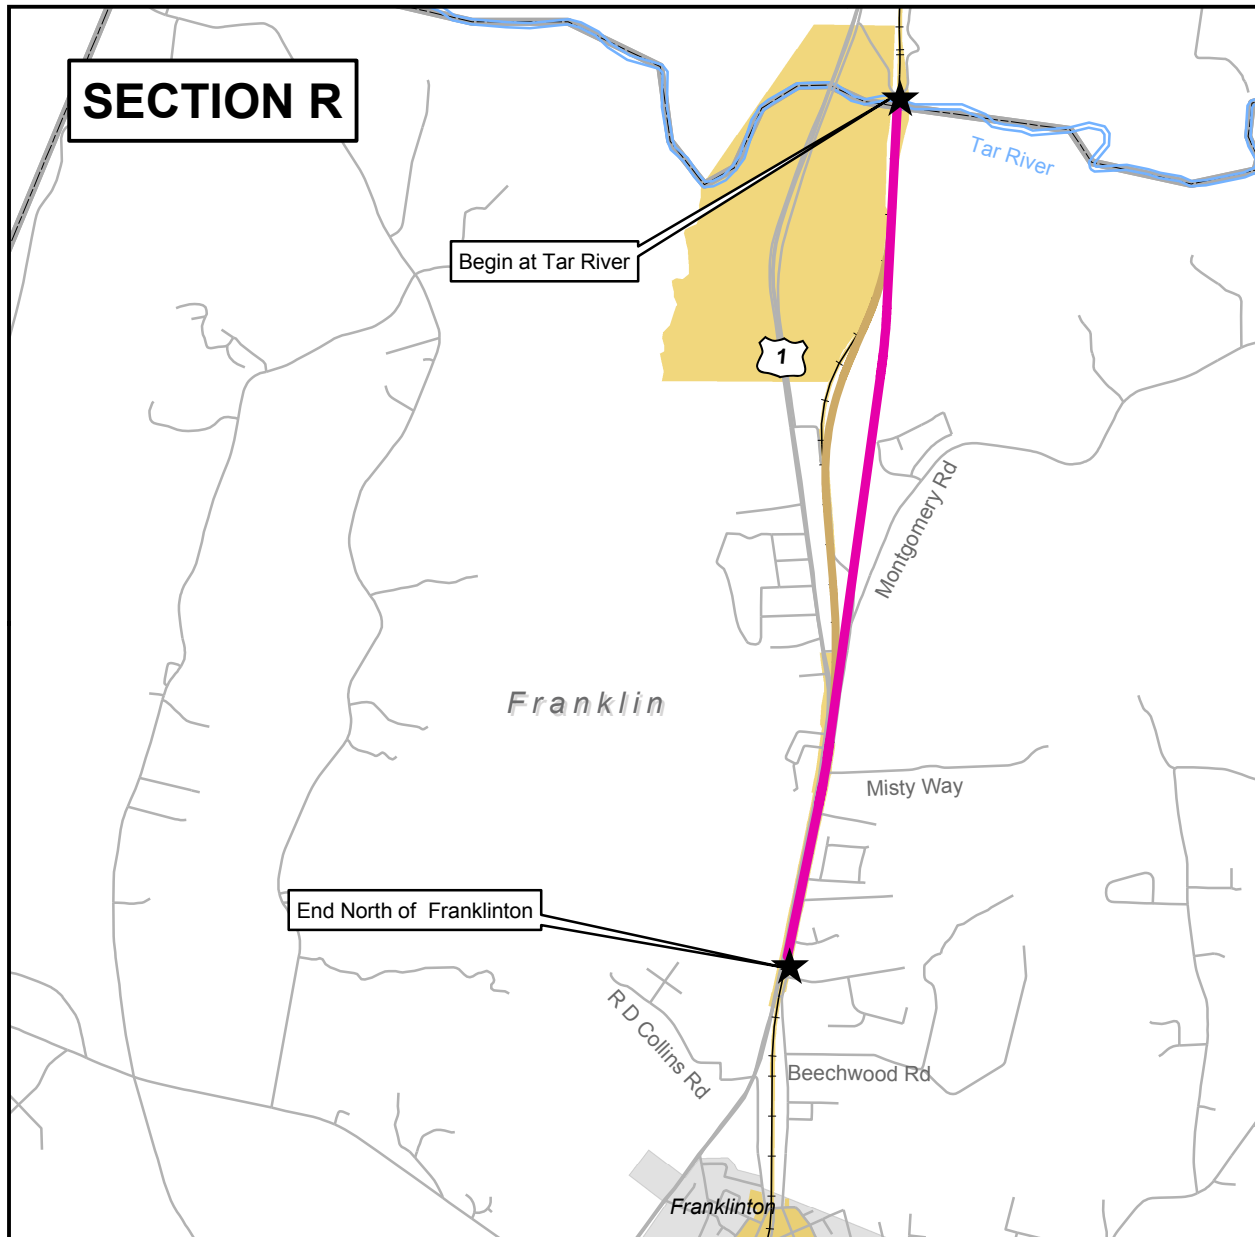 SECTION R
Tar River
Begin at Tar River
1
Montgomery Rd
Franklin
Misty Way
End North of Franklinton
R D Collins Rd
Beechwood Rd
Franklinton